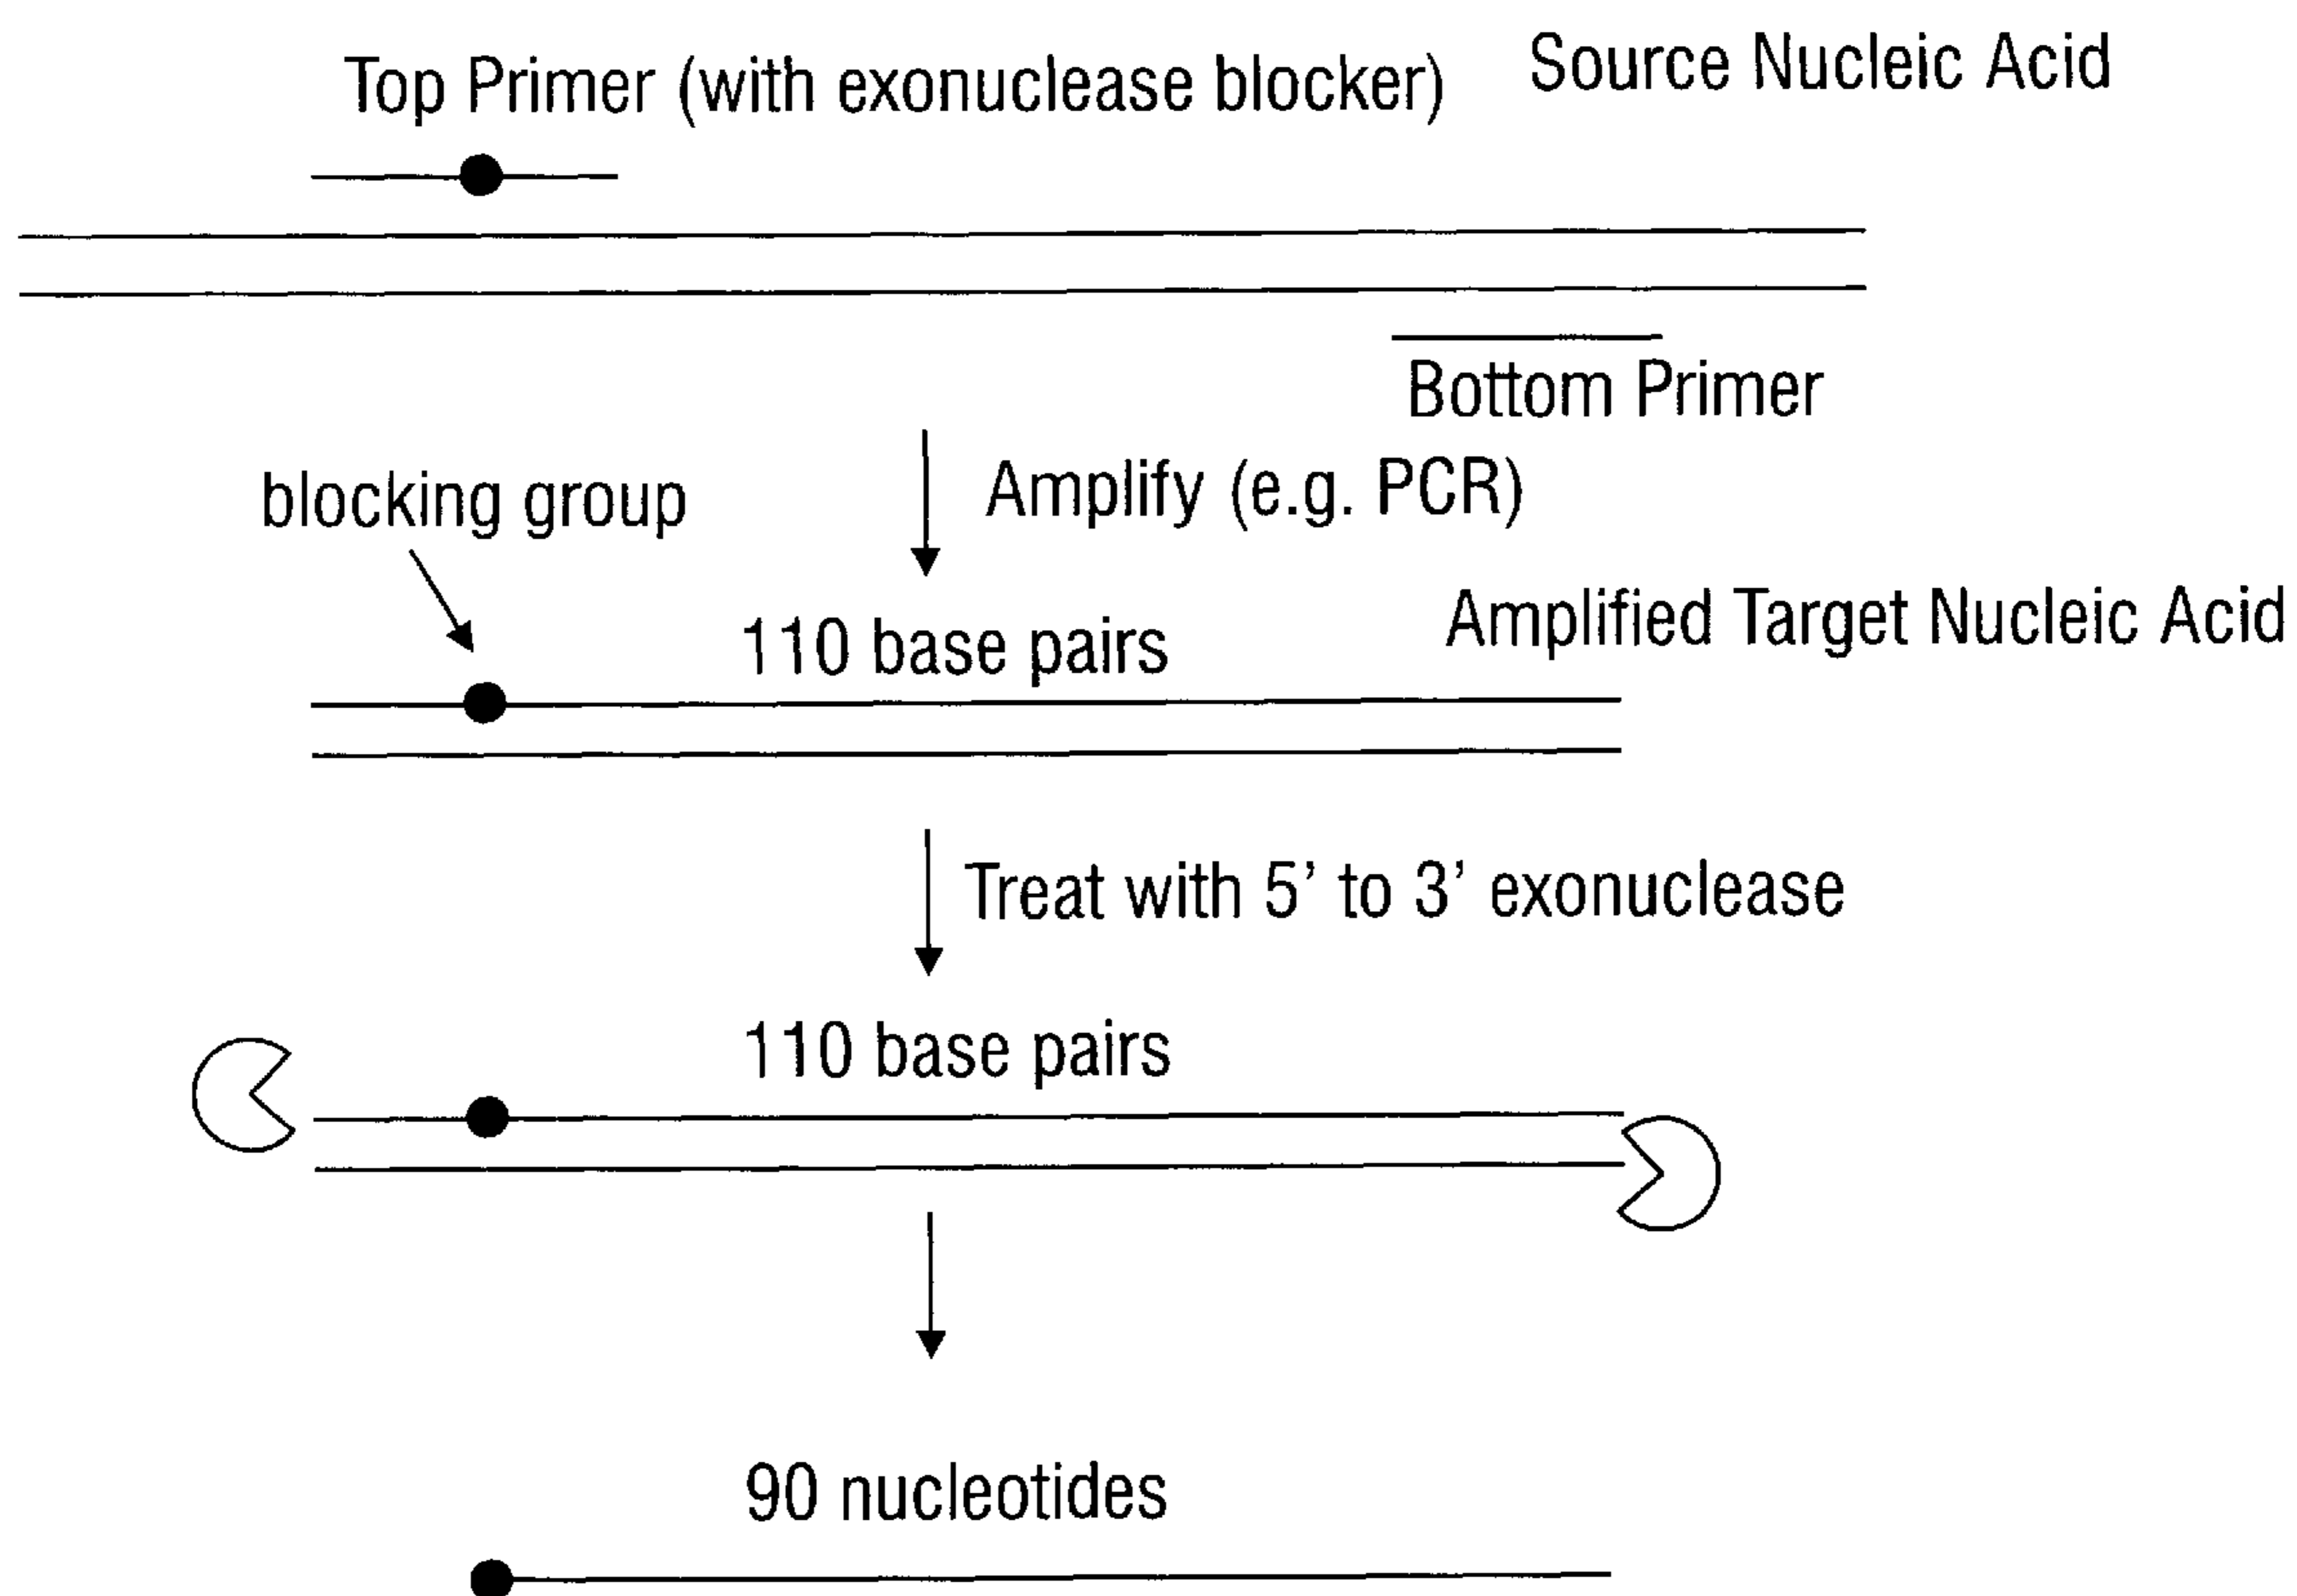 Top Primer (with exonuclease blocker)
Source Nucleic Acid
Bottom Primer
Amplify (e.g. PCR)
blocking group
110 base pairs
Amplified Target Nucleic Acid
Treat with 5’ to 3’ exonuclease
110 base pairs
90 nucleotides